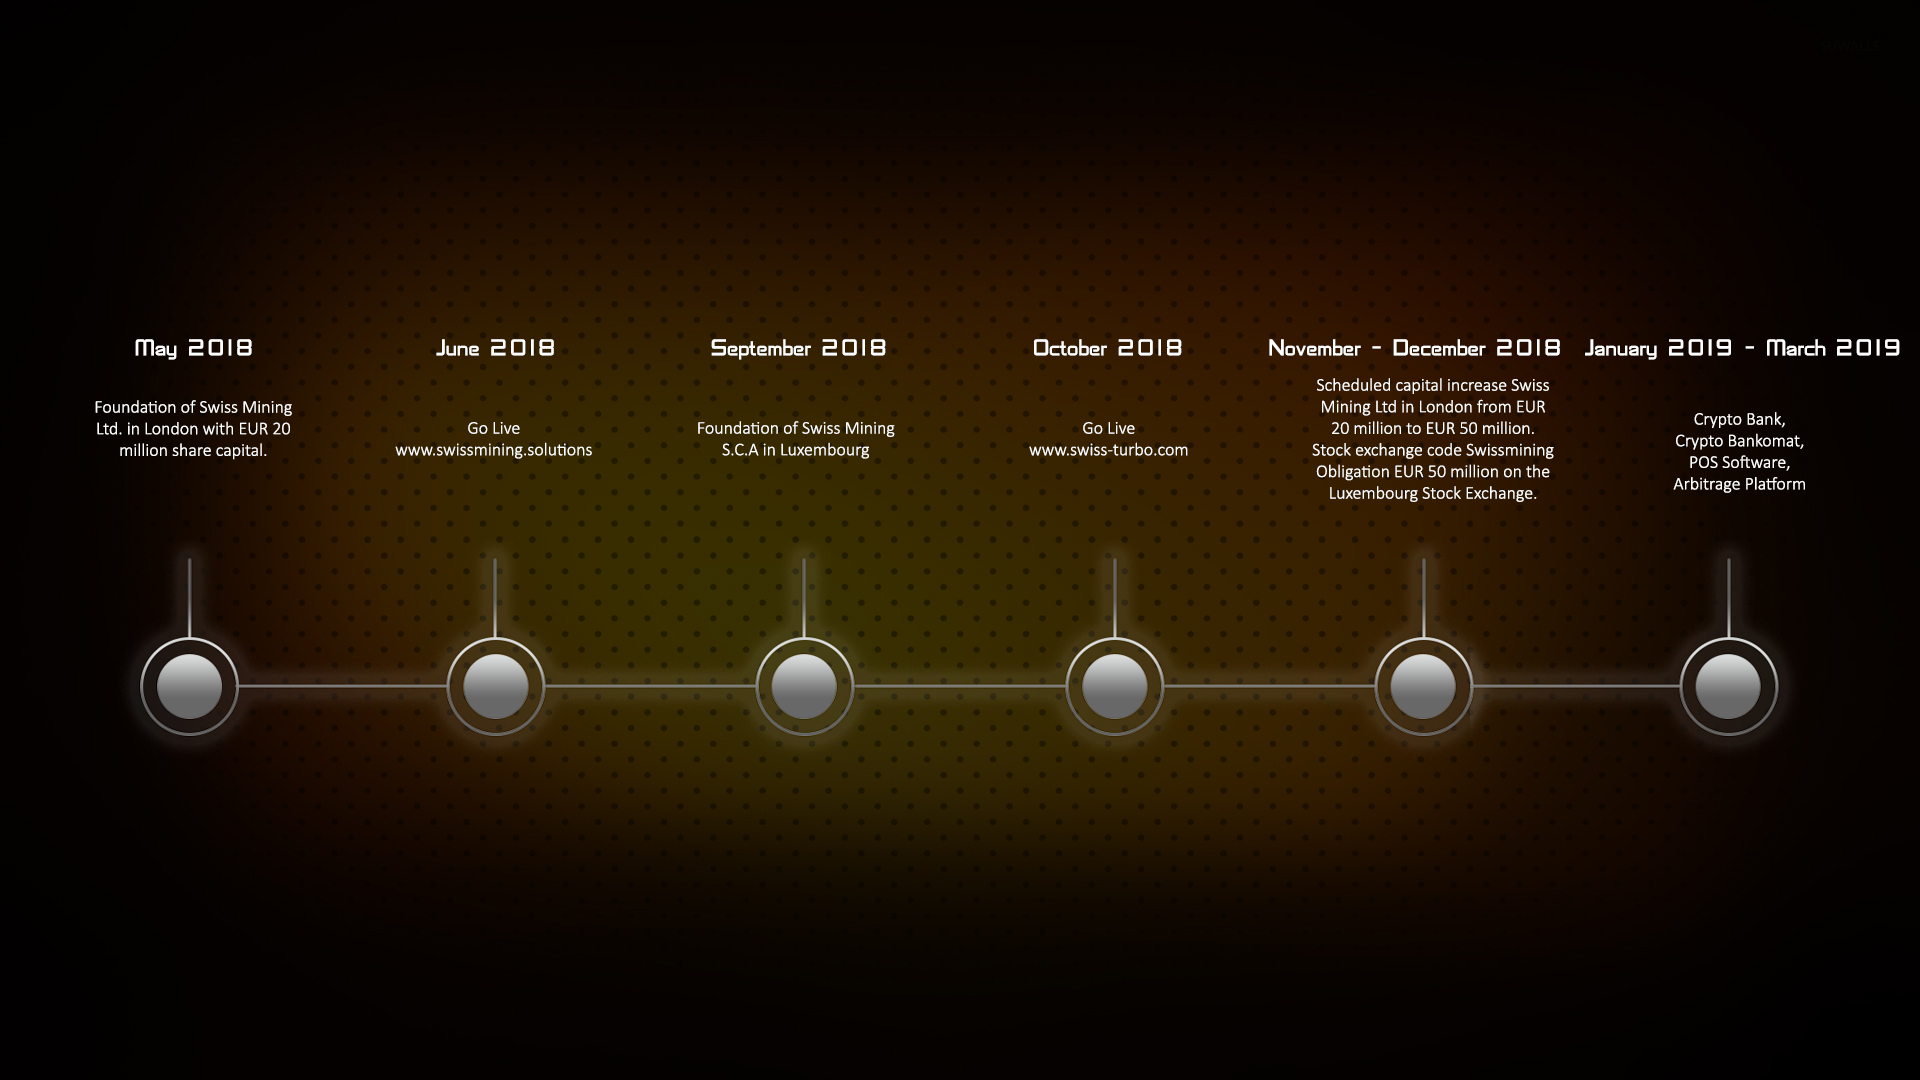 May 2018
Foundation of Swiss Mining
Ltd. in London with EUR 20
million share capital.
June 2018
Go Live
www.swissmining.solutions
September 2018
Foundation of Swiss Mining
S.C.A in Luxembourg
October 2018
Go Live
www.swiss-turbo.com
November - December 2018
Scheduled capital increase Swiss
Mining Ltd in London from EUR
20 million to EUR 50 million.
Stock exchange code Swissmining
Obligation EUR 50 million on the
Luxembourg Stock Exchange.
January 2019 - March 2019
Crypto Bank,
Crypto Bankomat,
POS Software,
Arbitrage Platform